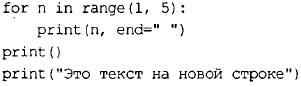 for n in range(1, 5):
    print(n, end=" ")
print()
print("Это текст на новой строке")